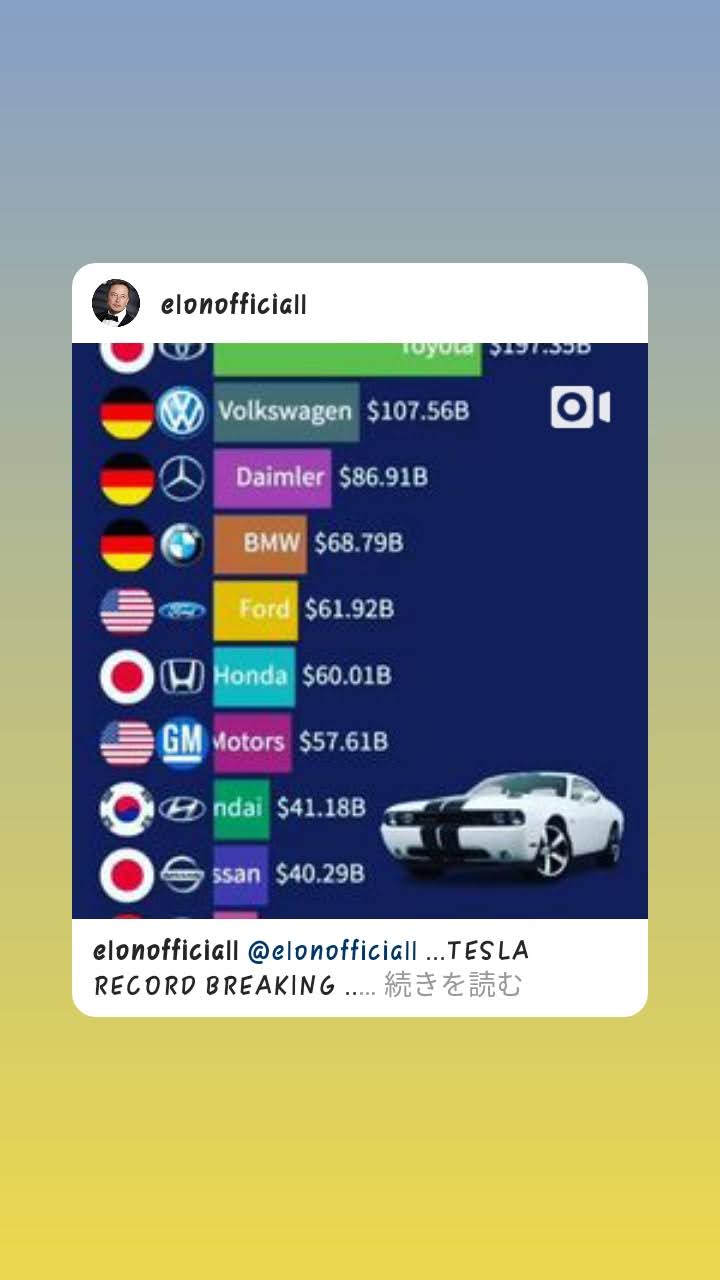 elonofficiall
Toyota $197.35B
Volkswagen $107.56B
Daimler $86.91B
BMW $68.79B
Ford $61.92B
Honda $60.01B
GM Motors $57.61B
ndai $41.18B
ssan $40.29B
elonofficiall @elonofficiall ...TESLA
RECORD BREAKING ..... 続きを読む